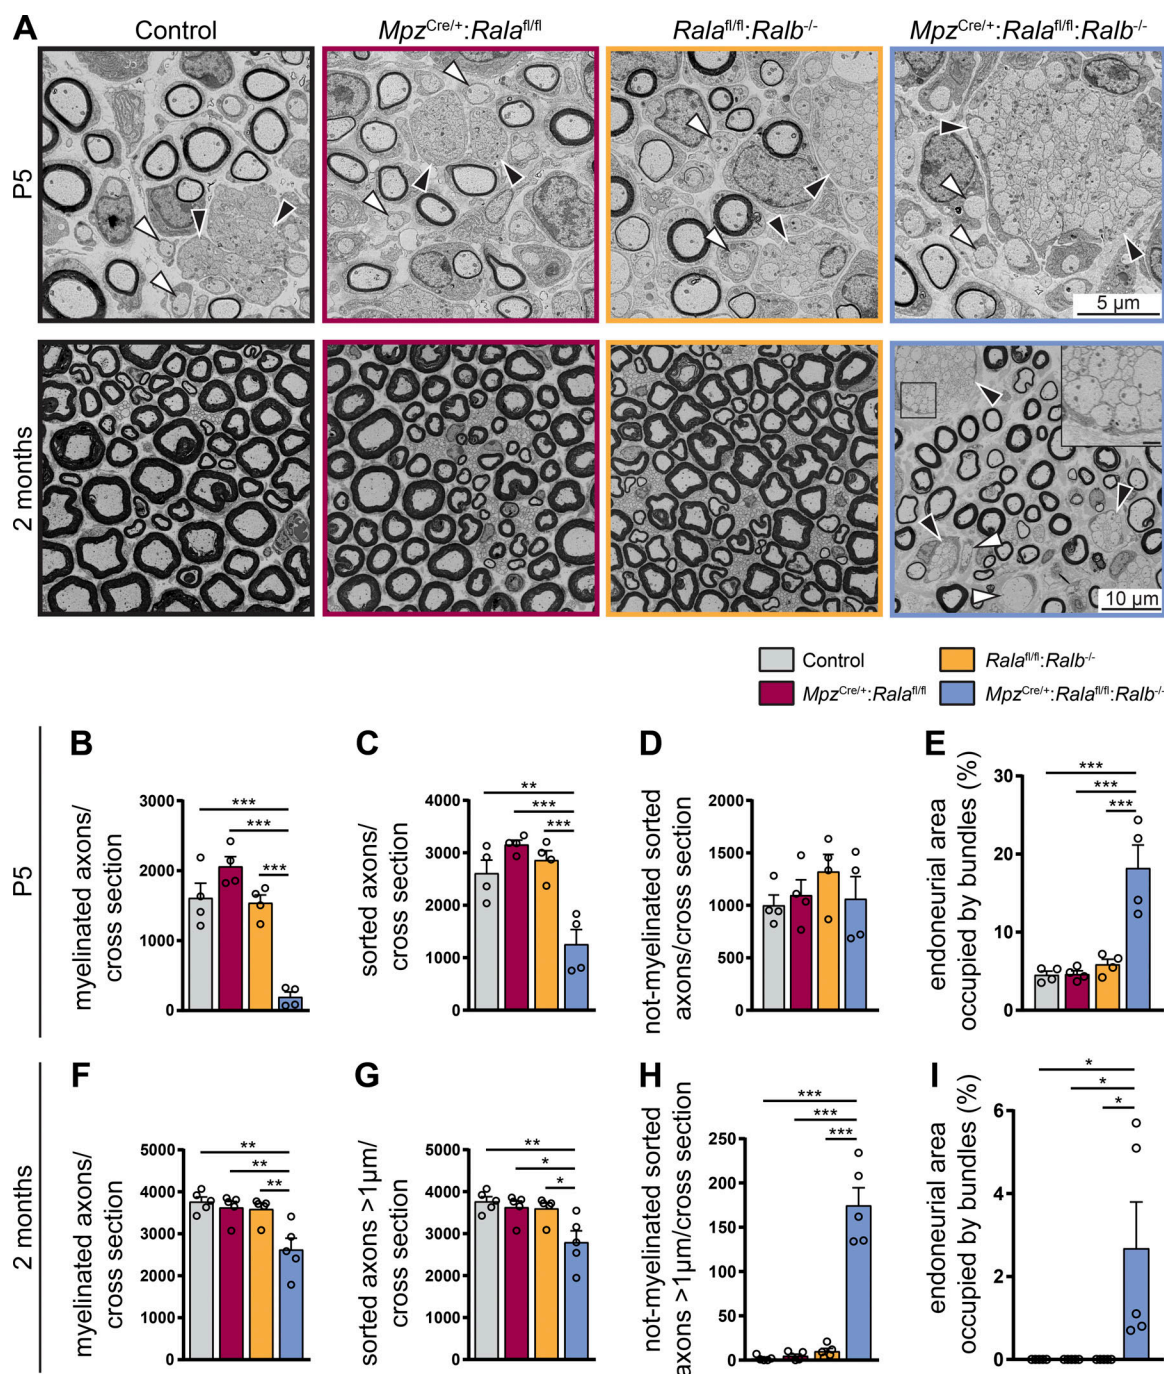 A
Control
Mpz^Cre/+:Rala^fl/fl
Rala^fl/fl:Ralb^-/-
Mpz^Cre/+:Rala^fl/fl:Ralb^-/-
P5
5 µm
2 months
10 µm
Control
Rala^fl/fl:Ralb^-/-
Mpz^Cre/+:Rala^fl/fl
Mpz^Cre/+:Rala^fl/fl:Ralb^-/-
P5
B
myelinated axons/
cross section
3000
2000
1000
0
***
***
***
C
sorted axons/
cross section
4000
3000
2000
1000
0
**
***
***
D
not-myelinated sorted
axons/cross section
2000
1500
1000
500
0
E
endoneurial area
occupied by bundles (%)
30
20
10
0
***
***
***
2 months
F
myelinated axons/
cross section
5000
4000
3000
2000
1000
0
**
**
**
G
sorted axons >1µm/
cross section
5000
4000
3000
2000
1000
0
**
*
*
H
not-myelinated sorted
axons >1µm/cross section
250
200
150
100
50
0
***
***
***
I
endoneurial area
occupied by bundles (%)
6
4
2
0
*
*
*